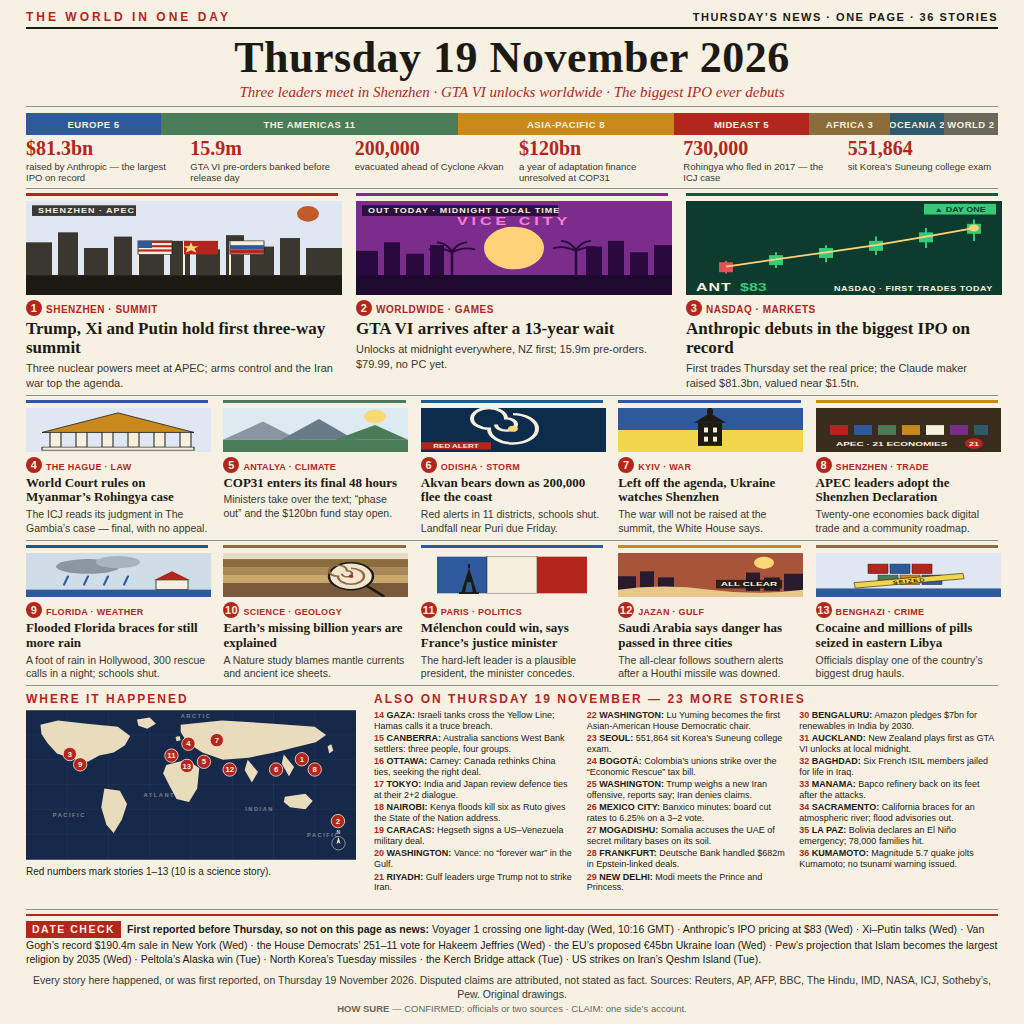 THE WORLD IN ONE DAY
THURSDAY'S NEWS · ONE PAGE · 36 STORIES
Thursday 19 November 2026
Three leaders meet in Shenzhen · GTA VI unlocks worldwide · The biggest IPO ever debuts
EUROPE 5
THE AMERICAS 11
ASIA-PACIFIC 8
MIDEAST 5
AFRICA 3
OCEANIA 2
WORLD 2
$81.3bn
raised by Anthropic — the largest
IPO on record
15.9m
GTA VI pre-orders banked before
release day
200,000
evacuated ahead of Cyclone Akvan
$120bn
a year of adaptation finance
unresolved at COP31
730,000
Rohingya who fled in 2017 — the
ICJ case
551,864
sit Korea's Suneung college exam
SHENZHEN · APEC
1 SHENZHEN · SUMMIT
Trump, Xi and Putin hold first three-way
summit
Three nuclear powers meet at APEC; arms control and the Iran
war top the agenda.
OUT TODAY · MIDNIGHT LOCAL TIME
VICE CITY
2 WORLDWIDE · GAMES
GTA VI arrives after a 13-year wait
Unlocks at midnight everywhere, NZ first; 15.9m pre-orders.
$79.99, no PC yet.
▲ DAY ONE
ANT $83
NASDAQ · FIRST TRADES TODAY
3 NASDAQ · MARKETS
Anthropic debuts in the biggest IPO on
record
First trades Thursday set the real price; the Claude maker
raised $81.3bn, valued near $1.5tn.
4 THE HAGUE · LAW
World Court rules on
Myanmar's Rohingya case
The ICJ reads its judgment in The
Gambia's case — final, with no appeal.
5 ANTALYA · CLIMATE
COP31 enters its final 48 hours
Ministers take over the text; "phase
out" and the $120bn fund stay open.
RED ALERT
6 ODISHA · STORM
Akvan bears down as 200,000
flee the coast
Red alerts in 11 districts, schools shut.
Landfall near Puri due Friday.
7 KYIV · WAR
Left off the agenda, Ukraine
watches Shenzhen
The war will not be raised at the
summit, the White House says.
APEC · 21 ECONOMIES
21
8 SHENZHEN · TRADE
APEC leaders adopt the
Shenzhen Declaration
Twenty-one economies back digital
trade and a community roadmap.
9 FLORIDA · WEATHER
Flooded Florida braces for still
more rain
A foot of rain in Hollywood, 300 rescue
calls in a night; schools shut.
10 SCIENCE · GEOLOGY
Earth's missing billion years are
explained
A Nature study blames mantle currents
and ancient ice sheets.
11 PARIS · POLITICS
Mélenchon could win, says
France's justice minister
The hard-left leader is a plausible
president, the minister concedes.
ALL CLEAR
12 JAZAN · GULF
Saudi Arabia says danger has
passed in three cities
The all-clear follows southern alerts
after a Houthi missile was downed.
SEIZED
13 BENGHAZI · CRIME
Cocaine and millions of pills
seized in eastern Libya
Officials display one of the country's
biggest drug hauls.
WHERE IT HAPPENED
ARCTIC
3
9
4
7
11
13
5
12
6
1
8
2
ATLANT
PACIFIC
INDIAN
PACIFI
N
Red numbers mark stories 1–13 (10 is a science story).
ALSO ON THURSDAY 19 NOVEMBER — 23 MORE STORIES
14 GAZA: Israeli tanks cross the Yellow Line;
Hamas calls it a truce breach.
15 CANBERRA: Australia sanctions West Bank
settlers: three people, four groups.
16 OTTAWA: Carney: Canada rethinks China
ties, seeking the right deal.
17 TOKYO: India and Japan review defence ties
at their 2+2 dialogue.
18 NAIROBI: Kenya floods kill six as Ruto gives
the State of the Nation address.
19 CARACAS: Hegseth signs a US–Venezuela
military deal.
20 WASHINGTON: Vance: no "forever war" in the
Gulf.
21 RIYADH: Gulf leaders urge Trump not to strike
Iran.
22 WASHINGTON: Lu Yuming becomes the first
Asian-American House Democratic chair.
23 SEOUL: 551,864 sit Korea's Suneung college
exam.
24 BOGOTÁ: Colombia's unions strike over the
"Economic Rescue" tax bill.
25 WASHINGTON: Trump weighs a new Iran
offensive, reports say; Iran denies claims.
26 MEXICO CITY: Banxico minutes: board cut
rates to 6.25% on a 3–2 vote.
27 MOGADISHU: Somalia accuses the UAE of
secret military bases on its soil.
28 FRANKFURT: Deutsche Bank handled $682m
in Epstein-linked deals.
29 NEW DELHI: Modi meets the Prince and
Princess.
30 BENGALURU: Amazon pledges $7bn for
renewables in India by 2030.
31 AUCKLAND: New Zealand plays first as GTA
VI unlocks at local midnight.
32 BAGHDAD: Six French ISIL members jailed
for life in Iraq.
33 MANAMA: Bapco refinery back on its feet
after the attacks.
34 SACRAMENTO: California braces for an
atmospheric river; flood advisories out.
35 LA PAZ: Bolivia declares an El Niño
emergency; 78,000 families hit.
36 KUMAMOTO: Magnitude 5.7 quake jolts
Kumamoto; no tsunami warning issued.
DATE CHECK First reported before Thursday, so not on this page as news: Voyager 1 crossing one light-day (Wed, 10:16 GMT) · Anthropic's IPO pricing at $83 (Wed) · Xi–Putin talks (Wed) · Van
Gogh's record $190.4m sale in New York (Wed) · the House Democrats' 251–11 vote for Hakeem Jeffries (Wed) · the EU's proposed €45bn Ukraine loan (Wed) · Pew's projection that Islam becomes the largest
religion by 2035 (Wed) · Peltola's Alaska win (Tue) · North Korea's Tuesday missiles · the Kerch Bridge attack (Tue) · US strikes on Iran's Qeshm Island (Tue).
Every story here happened, or was first reported, on Thursday 19 November 2026. Disputed claims are attributed, not stated as fact. Sources: Reuters, AP, AFP, BBC, The Hindu, IMD, NASA, ICJ, Sotheby's,
Pew. Original drawings.
HOW SURE — CONFIRMED: officials or two sources · CLAIM: one side's account.